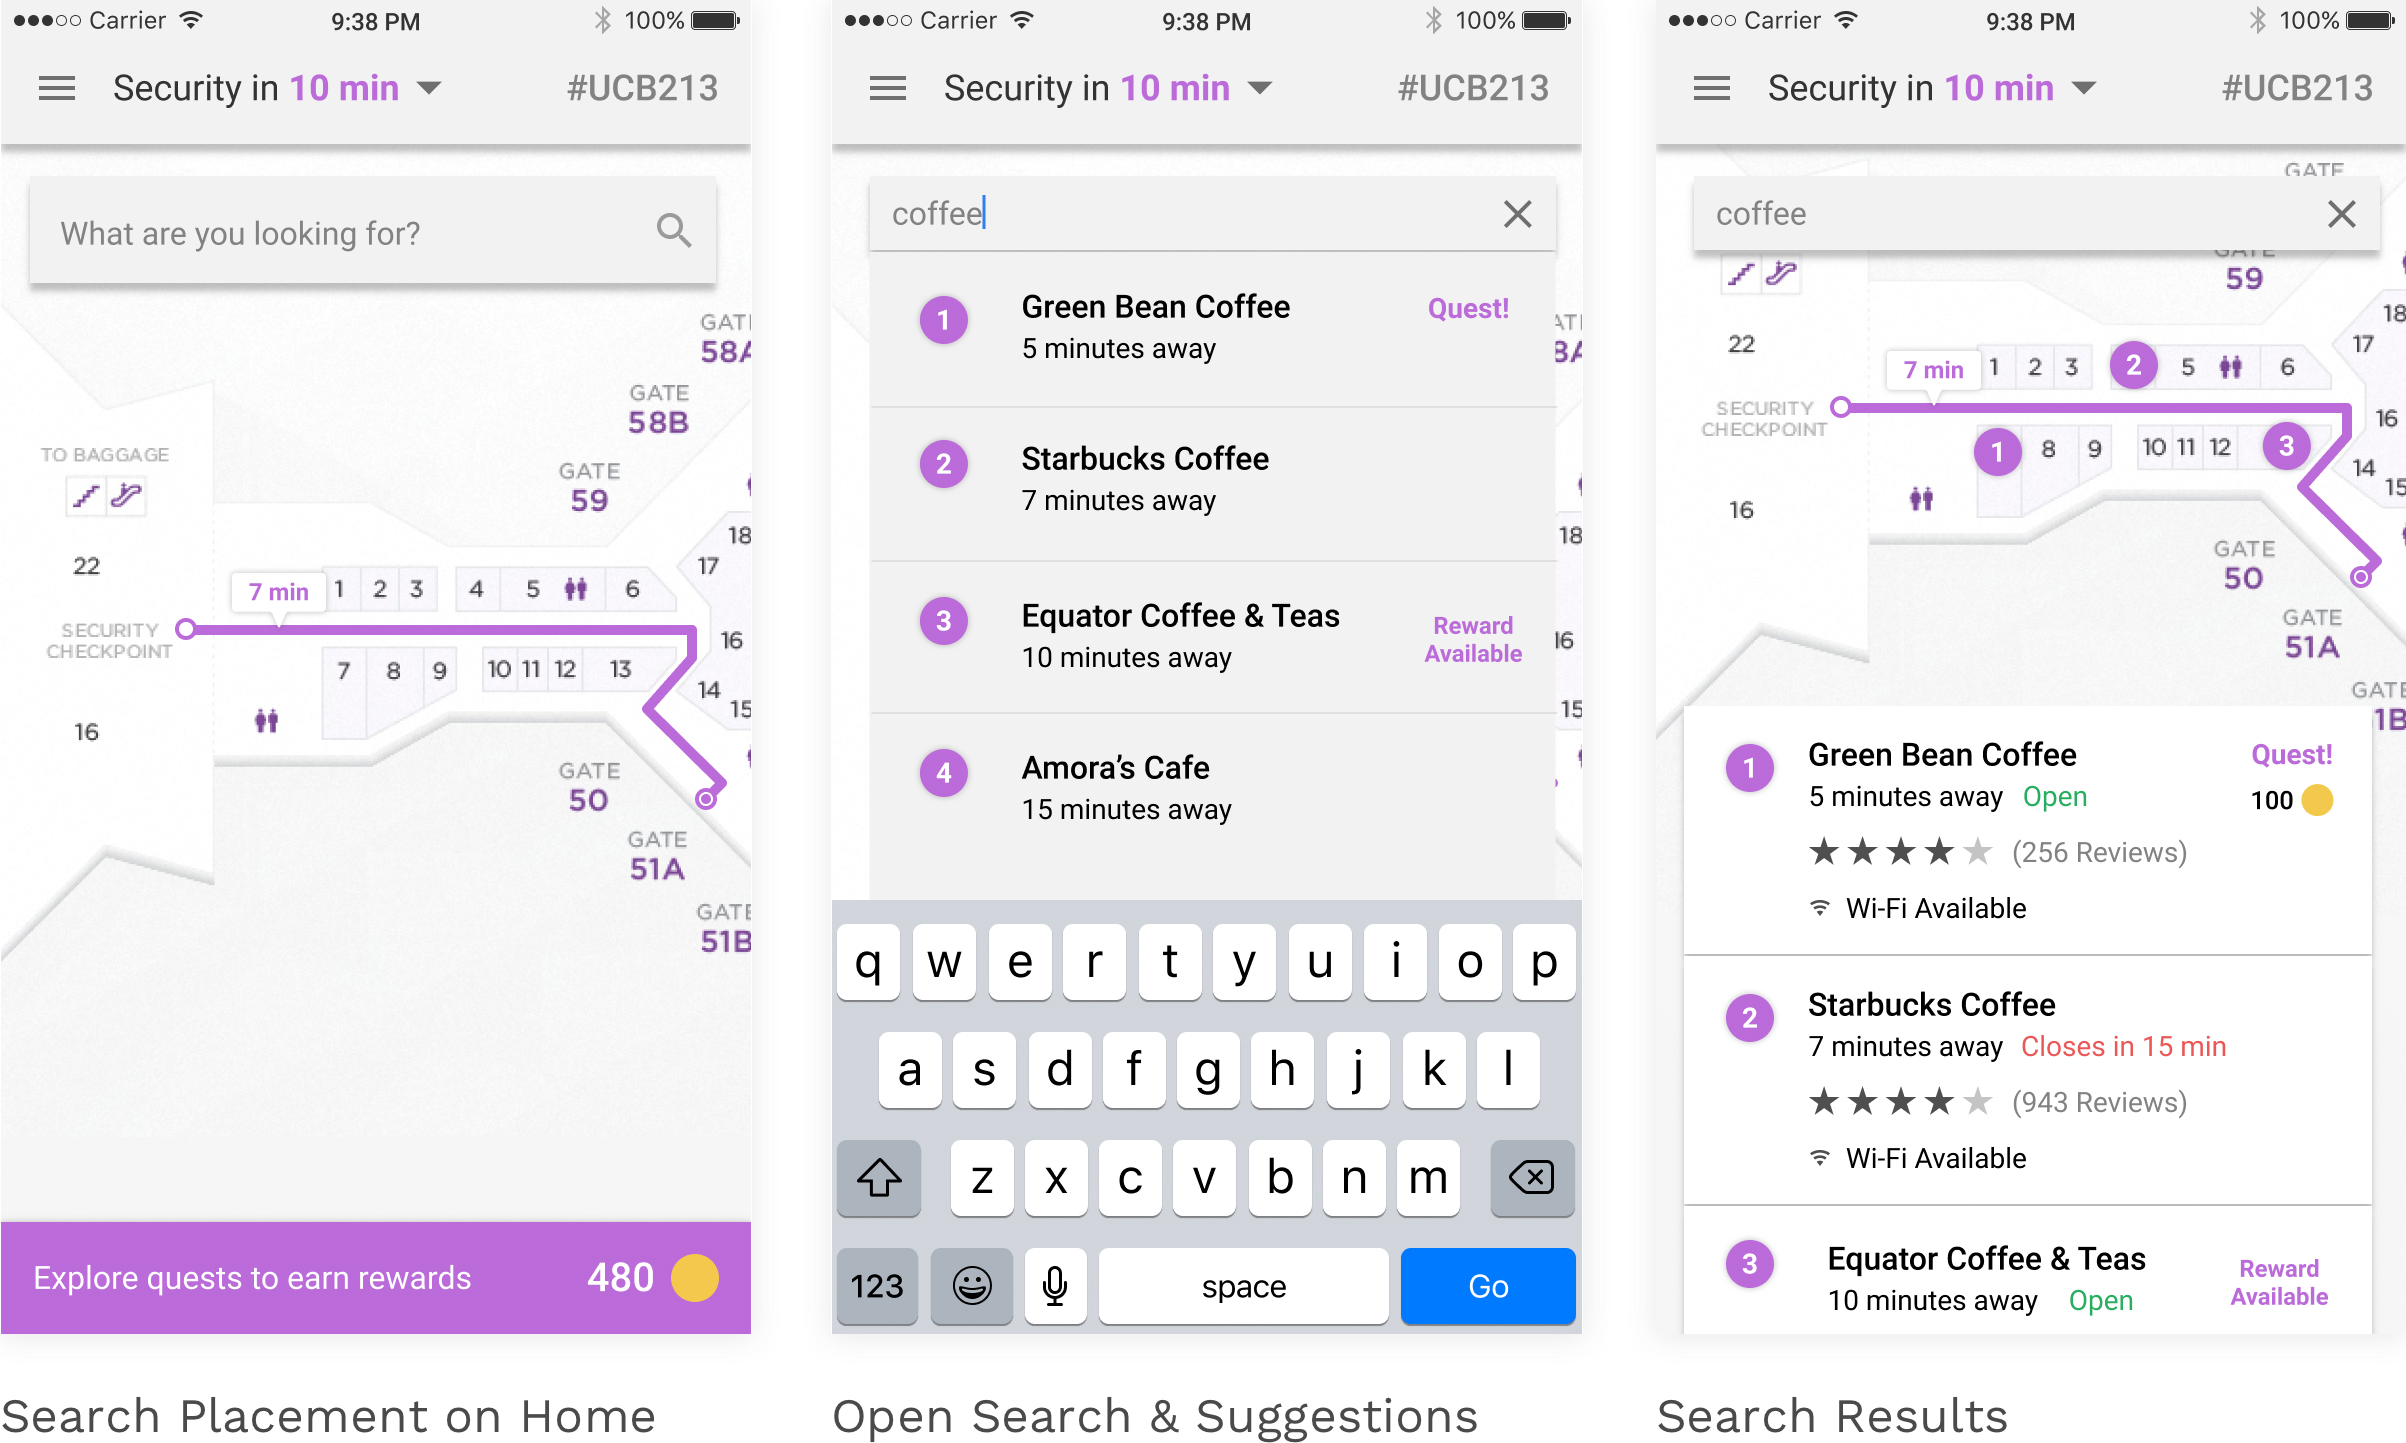 Carrier 9:38 PM 100%
Security in 10 min #UCB213
What are you looking for?
GATE
58A
GATE
58B
TO BAGGAGE
GATE
59
18
22
17
7 min 1 2 3 4 5 6
SECURITY
CHECKPOINT
16
7 8 9 10 11 12 13
14
15
16
GATE
50
GATE
51A
GATE
51B
Explore quests to earn rewards 480
Search Placement on Home
Carrier 9:38 PM 100%
Security in 10 min #UCB213
coffee
1 Green Bean Coffee Quest!
5 minutes away
2 Starbucks Coffee
7 minutes away
18
3 Equator Coffee & Teas Reward
Available
10 minutes away
16
15
4 Amora’s Cafe
15 minutes away
q w e r t y u i o p
a s d f g h j k l
z x c v b n m
123 space Go
Open Search & Suggestions
Carrier 9:38 PM 100%
Security in 10 min #UCB213
GATE
coffee
GATE
59
18
22
17
7 min 1 2 3 2 5 6
SECURITY
CHECKPOINT
16
1 8 9 10 11 12 3
14
15
16
GATE
50
GATE
51A
GATE
1B
1 Green Bean Coffee Quest!
5 minutes away Open 100
(256 Reviews)
Wi-Fi Available
2 Starbucks Coffee
7 minutes away Closes in 15 min
(943 Reviews)
Wi-Fi Available
3 Equator Coffee & Teas Reward
Available
10 minutes away Open
Search Results